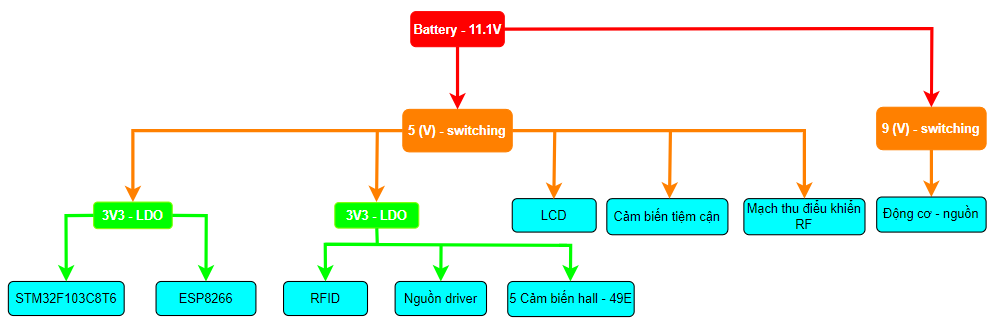 Battery - 11.1V
5 (V) - switching
9 (V) - switching
3V3 - LDO
3V3 - LDO
LCD
Cảm biến tiệm cận
Mạch thu điều khiển
RF
Động cơ - nguồn
STM32F103C8T6
ESP8266
RFID
Nguồn driver
5 Cảm biến hall - 49E